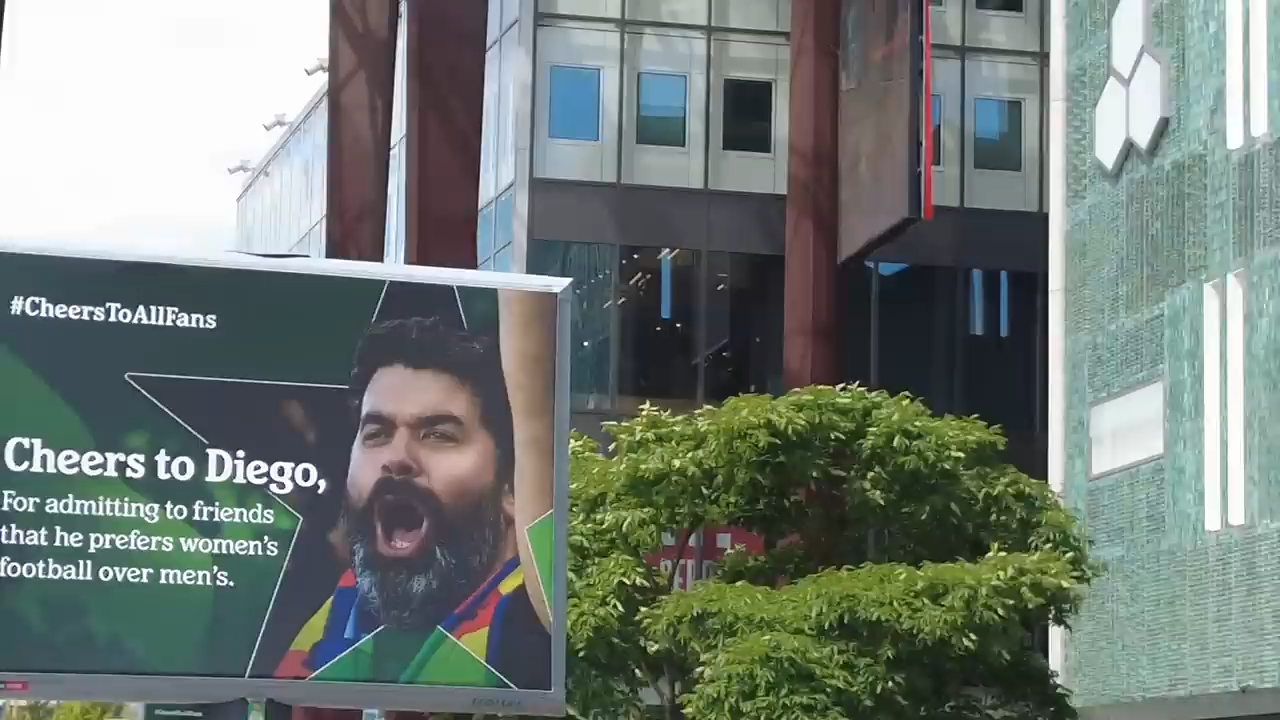 #CheersToAllFans
Cheers to Diego,
For admitting to friends
that he prefers women's
football over men's.